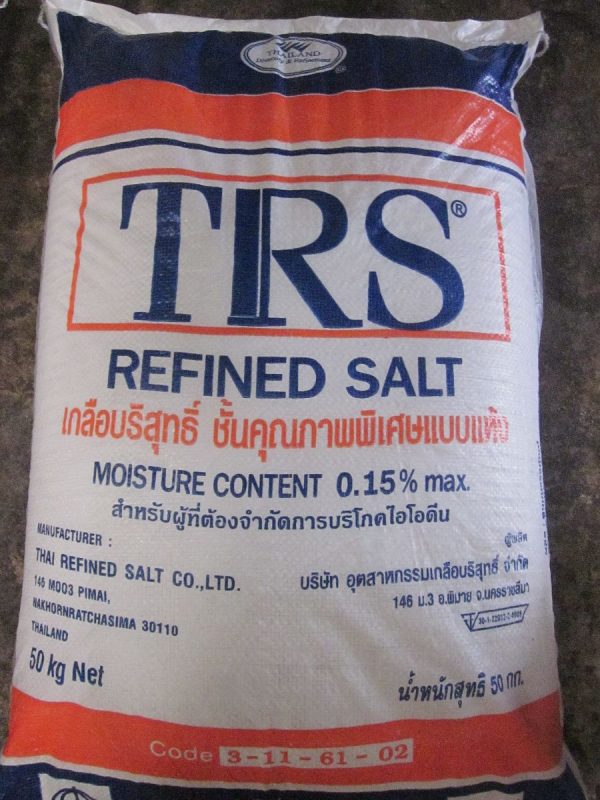 THAILAND
TRS®
REFINED SALT
เกลือบริสุทธิ์ ชั้นคุณภาพพิเศษแบบแห้ง
MOISTURE CONTENT 0.15% max.
สำหรับผู้ที่ต้องจำกัดการบริโภคไอโอดีน
MANUFACTURER :
THAI REFINED SALT CO.,LTD.
146 MOO3 PIMAI,
NAKHORNRATCHASIMA 30110
THAILAND
50 kg Net
ผู้ผลิต
บริษัท อุตสาหกรรมเกลือบริสุทธิ์ จำกัด
146 ม.3 อ.พิมาย จ.นครราชสีมา
น้ำหนักสุทธิ 50 กก.
Code 3-11-61-02